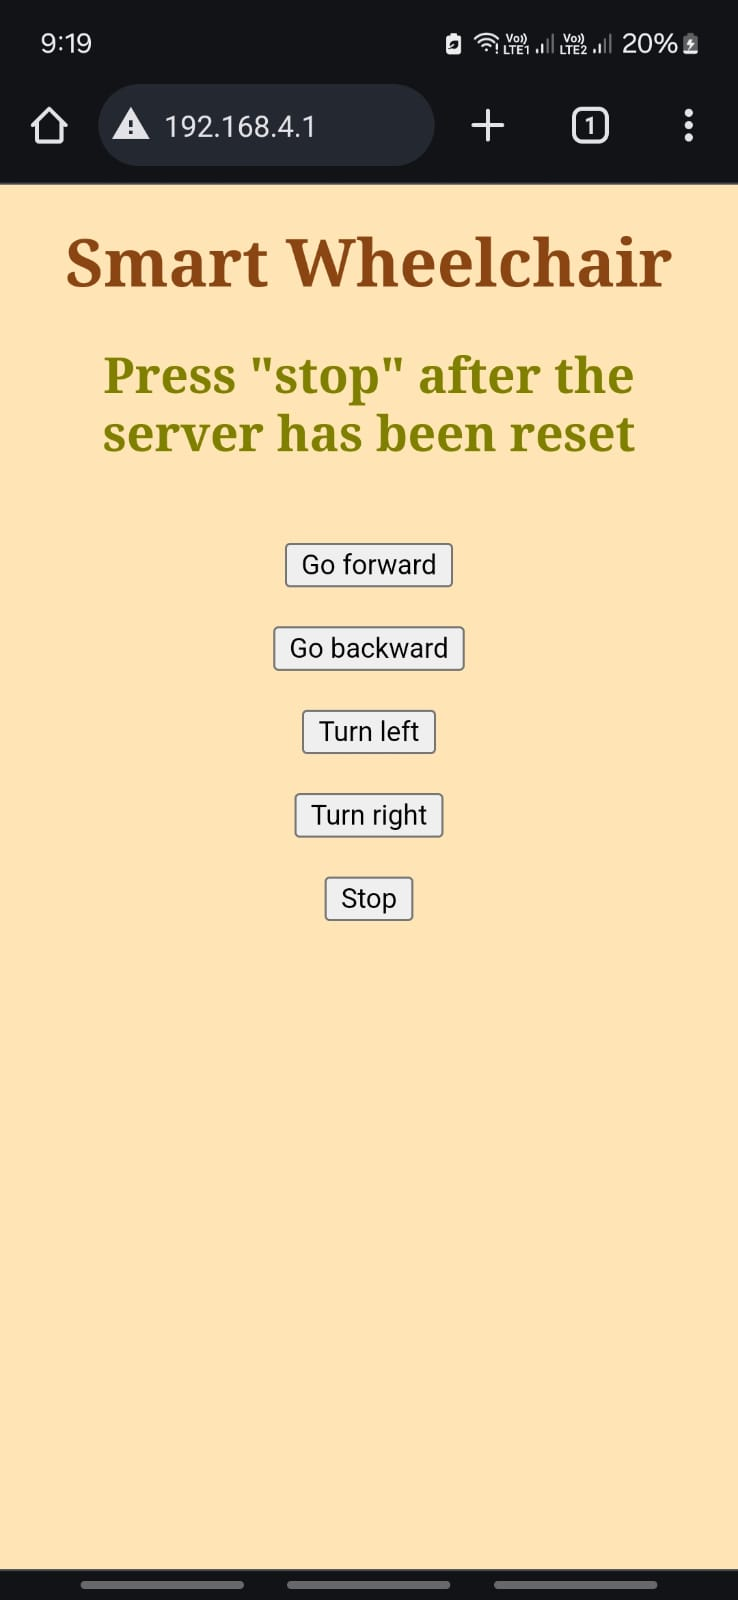 9:19
Vo)) LTE1 Vo)) LTE2 20%
192.168.4.1
1
Smart Wheelchair
Press "stop" after the
server has been reset
Go forward
Go backward
Turn left
Turn right
Stop